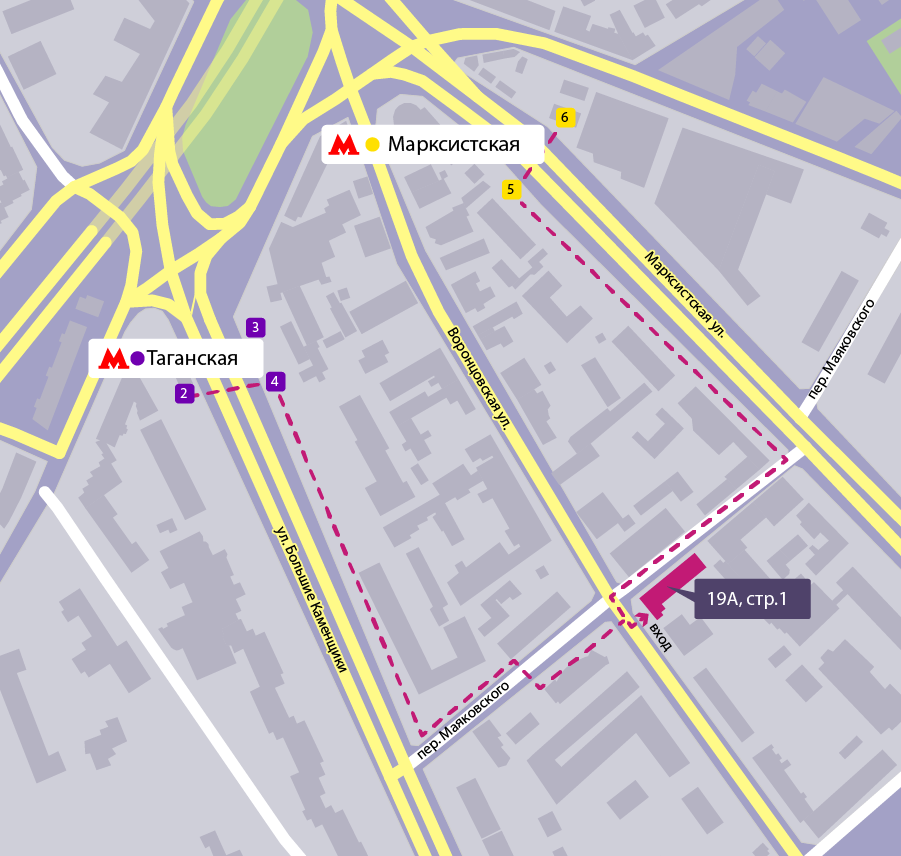 6
Марксистская
5
Марксистская ул.
пер. Маяковского
3
Воронцовская ул.
Таганская
4
2
ул. Большие Каменщики
19А, стр.1
вход
пер. Маяковского